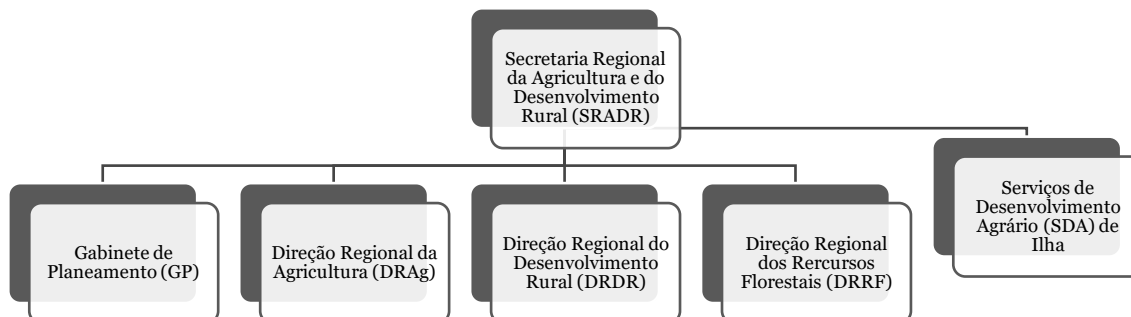 Secretaria Regional
da Agricultura e do
Desenvolvimento
Rural (SRADR)
Gabinete de
Planeamento (GP)
Direção Regional da
Agricultura (DRAg)
Direção Regional do
Desenvolvimento
Rural (DRDR)
Direção Regional
dos Rercursos
Florestais (DRRF)
Serviços de
Desenvolvimento
Agrário (SDA) de
Ilha